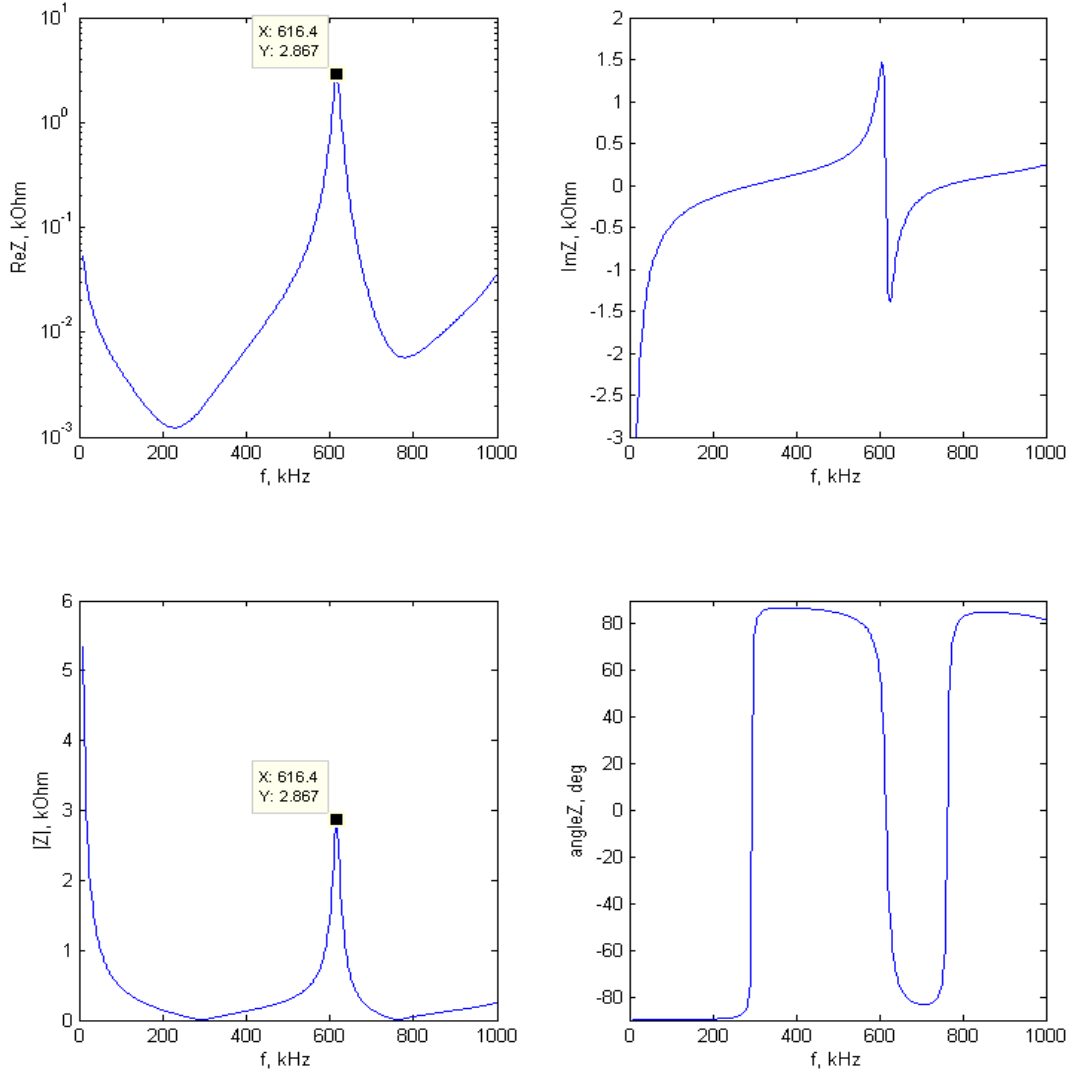 X: 616.4
Y: 2.867
10^1
10^0
10^-1
10^-2
10^-3
ReZ, kOhm
0 200 400 600 800 1000
f, kHz
2
1.5
1
0.5
0
-0.5
-1
-1.5
-2
-2.5
-3
ImZ, kOhm
0 200 400 600 800 1000
f, kHz
X: 616.4
Y: 2.867
6
5
4
3
2
1
0
|Z|, kOhm
0 200 400 600 800 1000
f, kHz
80
60
40
20
0
-20
-40
-60
-80
angleZ, deg
0 200 400 600 800 1000
f, kHz